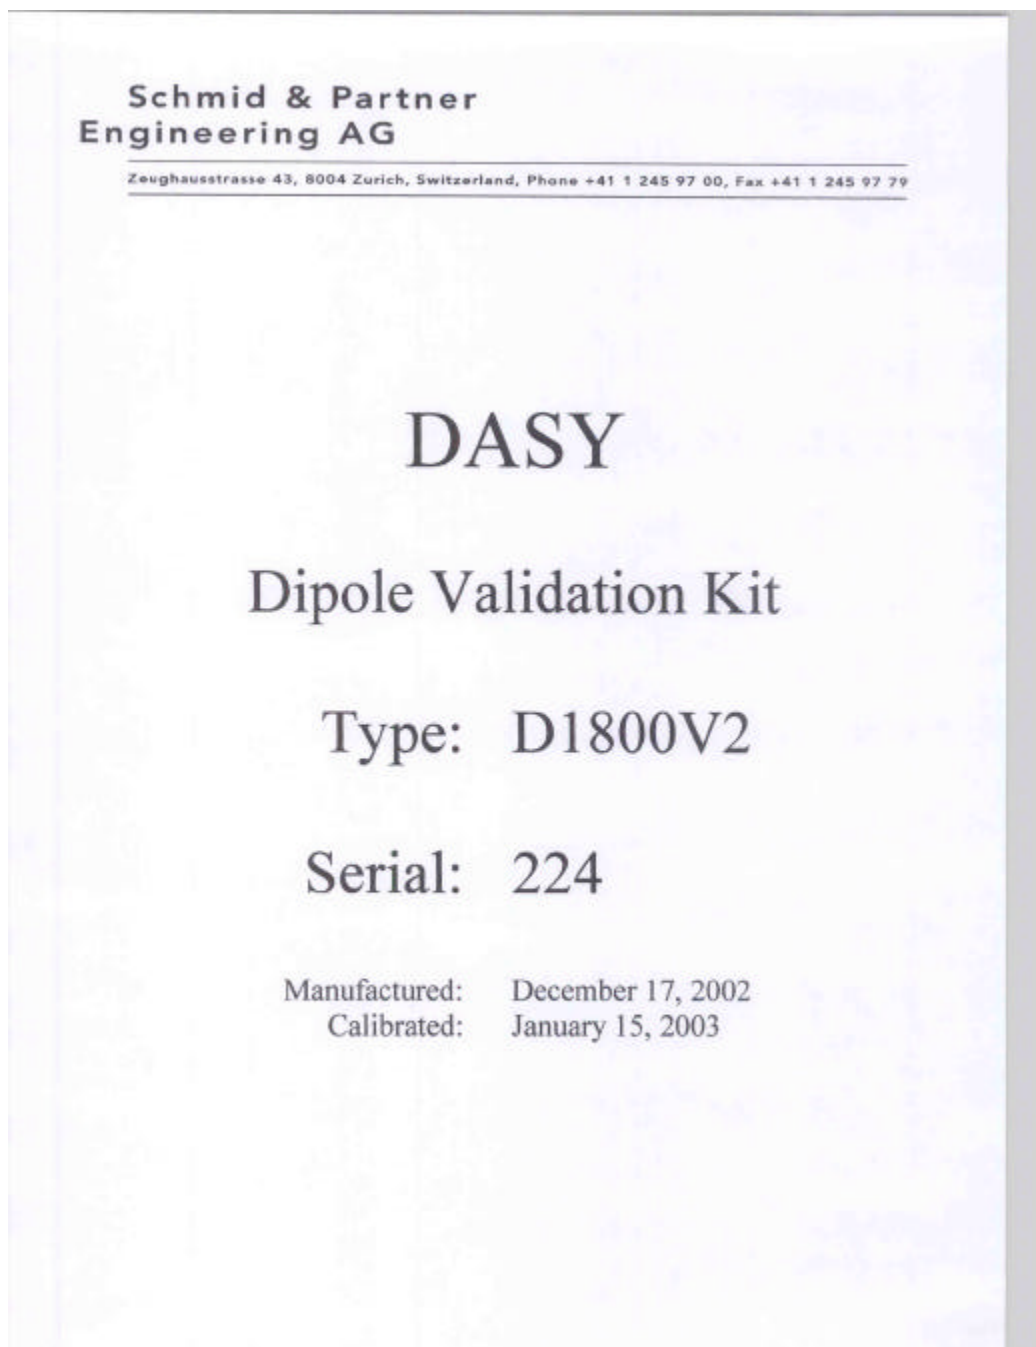 Schmid & Partner
Engineering AG
Zeughausstrasse 43, 8004 Zurich, Switzerland, Phone +41 1 245 97 00, Fax +41 1 245 97 79
DASY
Dipole Validation Kit
Type: D1800V2
Serial: 224
Manufactured: December 17, 2002
Calibrated: January 15, 2003